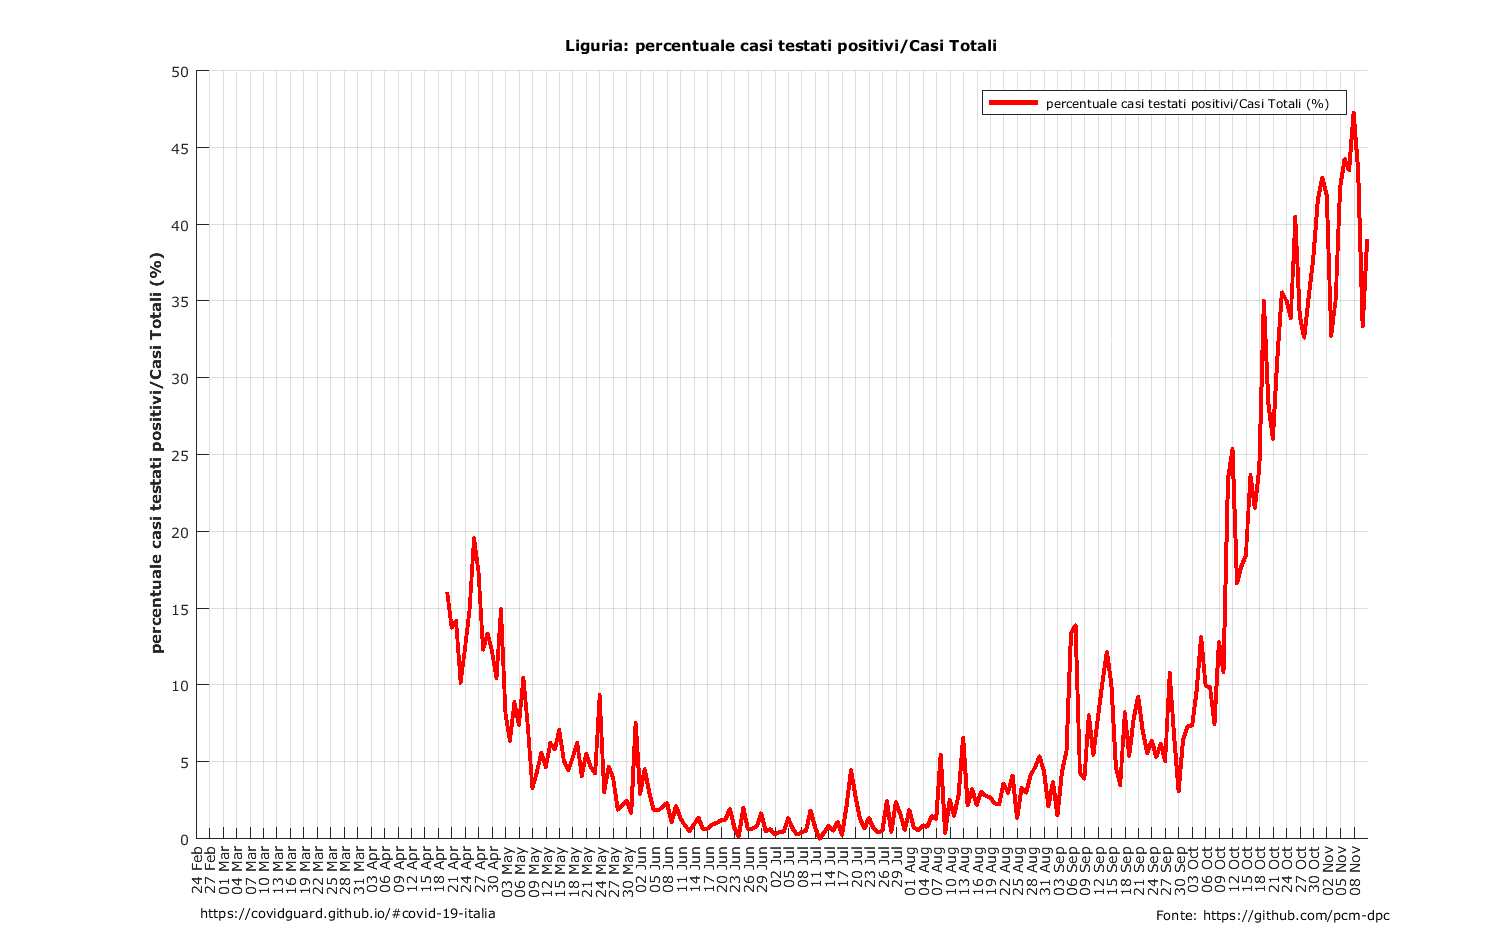 Liguria: percentuale casi testati positivi/Casi Totali
percentuale casi testati positivi/Casi Totali (%)
percentuale casi testati positivi/Casi Totali (%)
50
45
40
35
30
25
20
15
10
5
0
24 Feb
27 Feb
01 Mar
04 Mar
07 Mar
10 Mar
13 Mar
16 Mar
19 Mar
22 Mar
25 Mar
28 Mar
31 Mar
03 Apr
06 Apr
09 Apr
12 Apr
15 Apr
18 Apr
21 Apr
24 Apr
27 Apr
30 Apr
03 May
06 May
09 May
12 May
15 May
18 May
21 May
24 May
27 May
30 May
02 Jun
05 Jun
08 Jun
11 Jun
14 Jun
17 Jun
20 Jun
23 Jun
26 Jun
29 Jun
02 Jul
05 Jul
08 Jul
11 Jul
14 Jul
17 Jul
20 Jul
23 Jul
26 Jul
29 Jul
01 Aug
04 Aug
07 Aug
10 Aug
13 Aug
16 Aug
19 Aug
22 Aug
25 Aug
28 Aug
31 Aug
03 Sep
06 Sep
09 Sep
12 Sep
15 Sep
18 Sep
21 Sep
24 Sep
27 Sep
30 Sep
03 Oct
06 Oct
09 Oct
12 Oct
15 Oct
18 Oct
21 Oct
24 Oct
27 Oct
30 Oct
02 Nov
05 Nov
08 Nov
https://covidguard.github.io/#covid-19-italia
Fonte: https://github.com/pcm-dpc